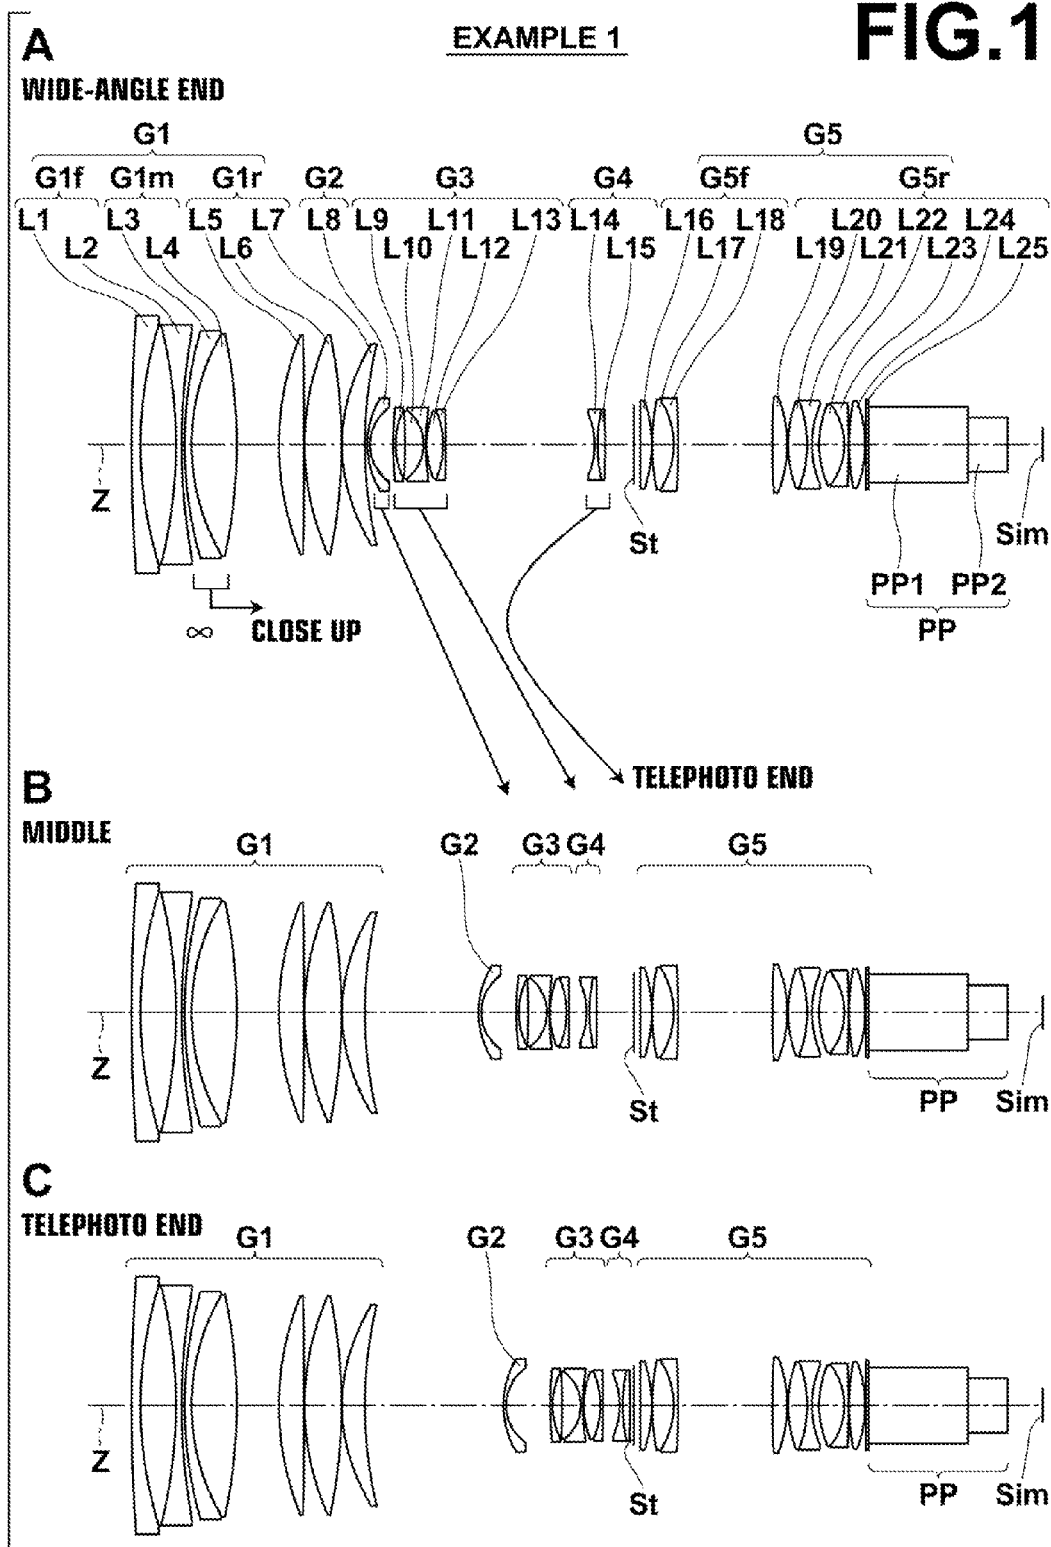 FIG.1
EXAMPLE 1
A
WIDE-ANGLE END
G1 G5
G1f G1m G1r G2 G3 G4 G5f G5r
L1 L3 L5 L7 L8 L9 L11 L13 L14 L16 L18 L20 L22 L24
L2 L4 L6 L10 L12 L15 L17 L19 L21 L23 L25
Z St Sim
PP1 PP2
PP
∞ CLOSE UP
TELEPHOTO END
B
MIDDLE
G1 G2 G3 G4 G5
Z St PP Sim
C
TELEPHOTO END
G1 G2 G3 G4 G5
Z St PP Sim